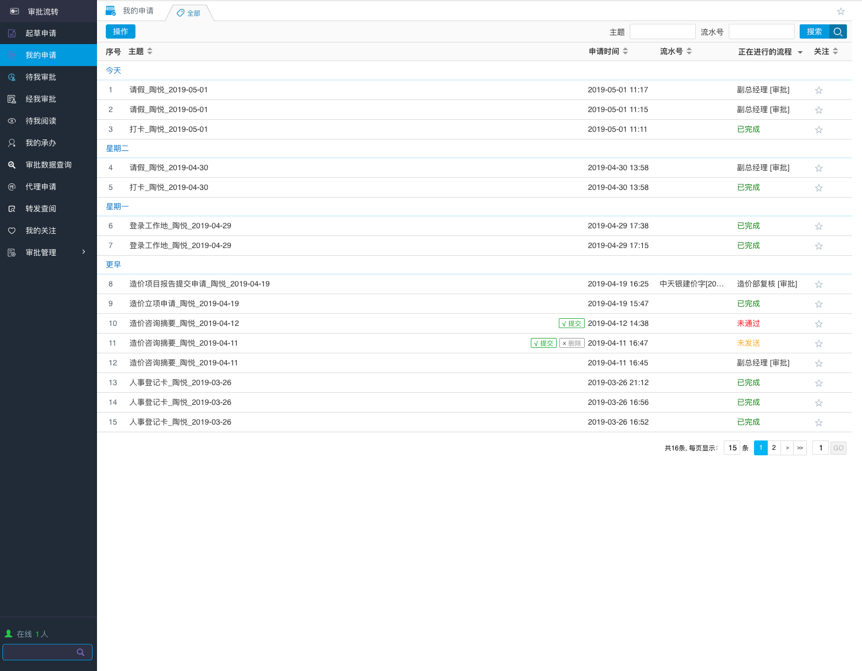 审批流转
起草申请
我的申请
待我审批
经我审批
待我阅读
我的承办
审批数据查询
代理申请
转发查阅
我的关注
审批管理
在线 1人
我的申请 全部
操作 主题 流水号 搜索
序号 主题 申请时间 流水号 正在进行的流程 关注
今天
1 请假_陶悦_2019-05-01 2019-05-01 11:17 副总经理 [审批]
2 请假_陶悦_2019-05-01 2019-05-01 11:15 副总经理 [审批]
3 打卡_陶悦_2019-05-01 2019-05-01 11:11 已完成
星期二
4 请假_陶悦_2019-04-30 2019-04-30 13:58 副总经理 [审批]
5 打卡_陶悦_2019-04-30 2019-04-30 13:58 已完成
星期一
6 登录工作地_陶悦_2019-04-29 2019-04-29 17:38 已完成
7 登录工作地_陶悦_2019-04-29 2019-04-29 17:15 已完成
更早
8 造价项目报告提交申请_陶悦_2019-04-19 2019-04-19 16:25 中天银建价字[20... 造价部复核 [审批]
9 造价立项申请_陶悦_2019-04-19 2019-04-19 15:47 已完成
10 造价咨询摘要_陶悦_2019-04-12 √ 提交 2019-04-12 14:38 未通过
11 造价咨询摘要_陶悦_2019-04-11 √ 提交 × 删除 2019-04-11 16:47 未发送
12 造价咨询摘要_陶悦_2019-04-11 2019-04-11 16:45 副总经理 [审批]
13 人事登记卡_陶悦_2019-03-26 2019-03-26 21:12 已完成
14 人事登记卡_陶悦_2019-03-26 2019-03-26 16:56 已完成
15 人事登记卡_陶悦_2019-03-26 2019-03-26 16:52 已完成
共16条, 每页显示: 15 条 1 2 > >> 1 GO